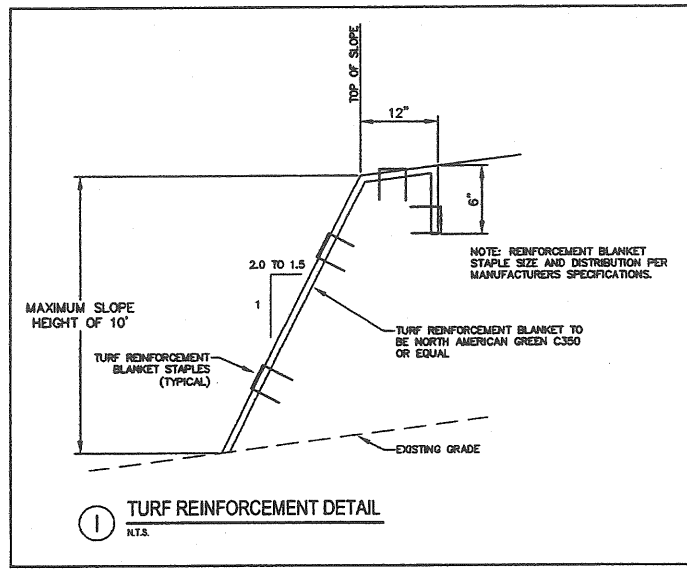 TOP OF SLOPE
12"
6"
NOTE: REINFORCEMENT BLANKET
STAPLE SIZE AND DISTRIBUTION PER
MANUFACTURERS SPECIFICATIONS.
2.0 TO 1.5
1
MAXIMUM SLOPE
HEIGHT OF 10'
TURF REINFORCEMENT BLANKET TO
BE NORTH AMERICAN GREEN C350
OR EQUAL
TURF REINFORCEMENT
BLANKET STAPLES
(TYPICAL)
EXISTING GRADE
1 TURF REINFORCEMENT DETAIL
N.T.S.